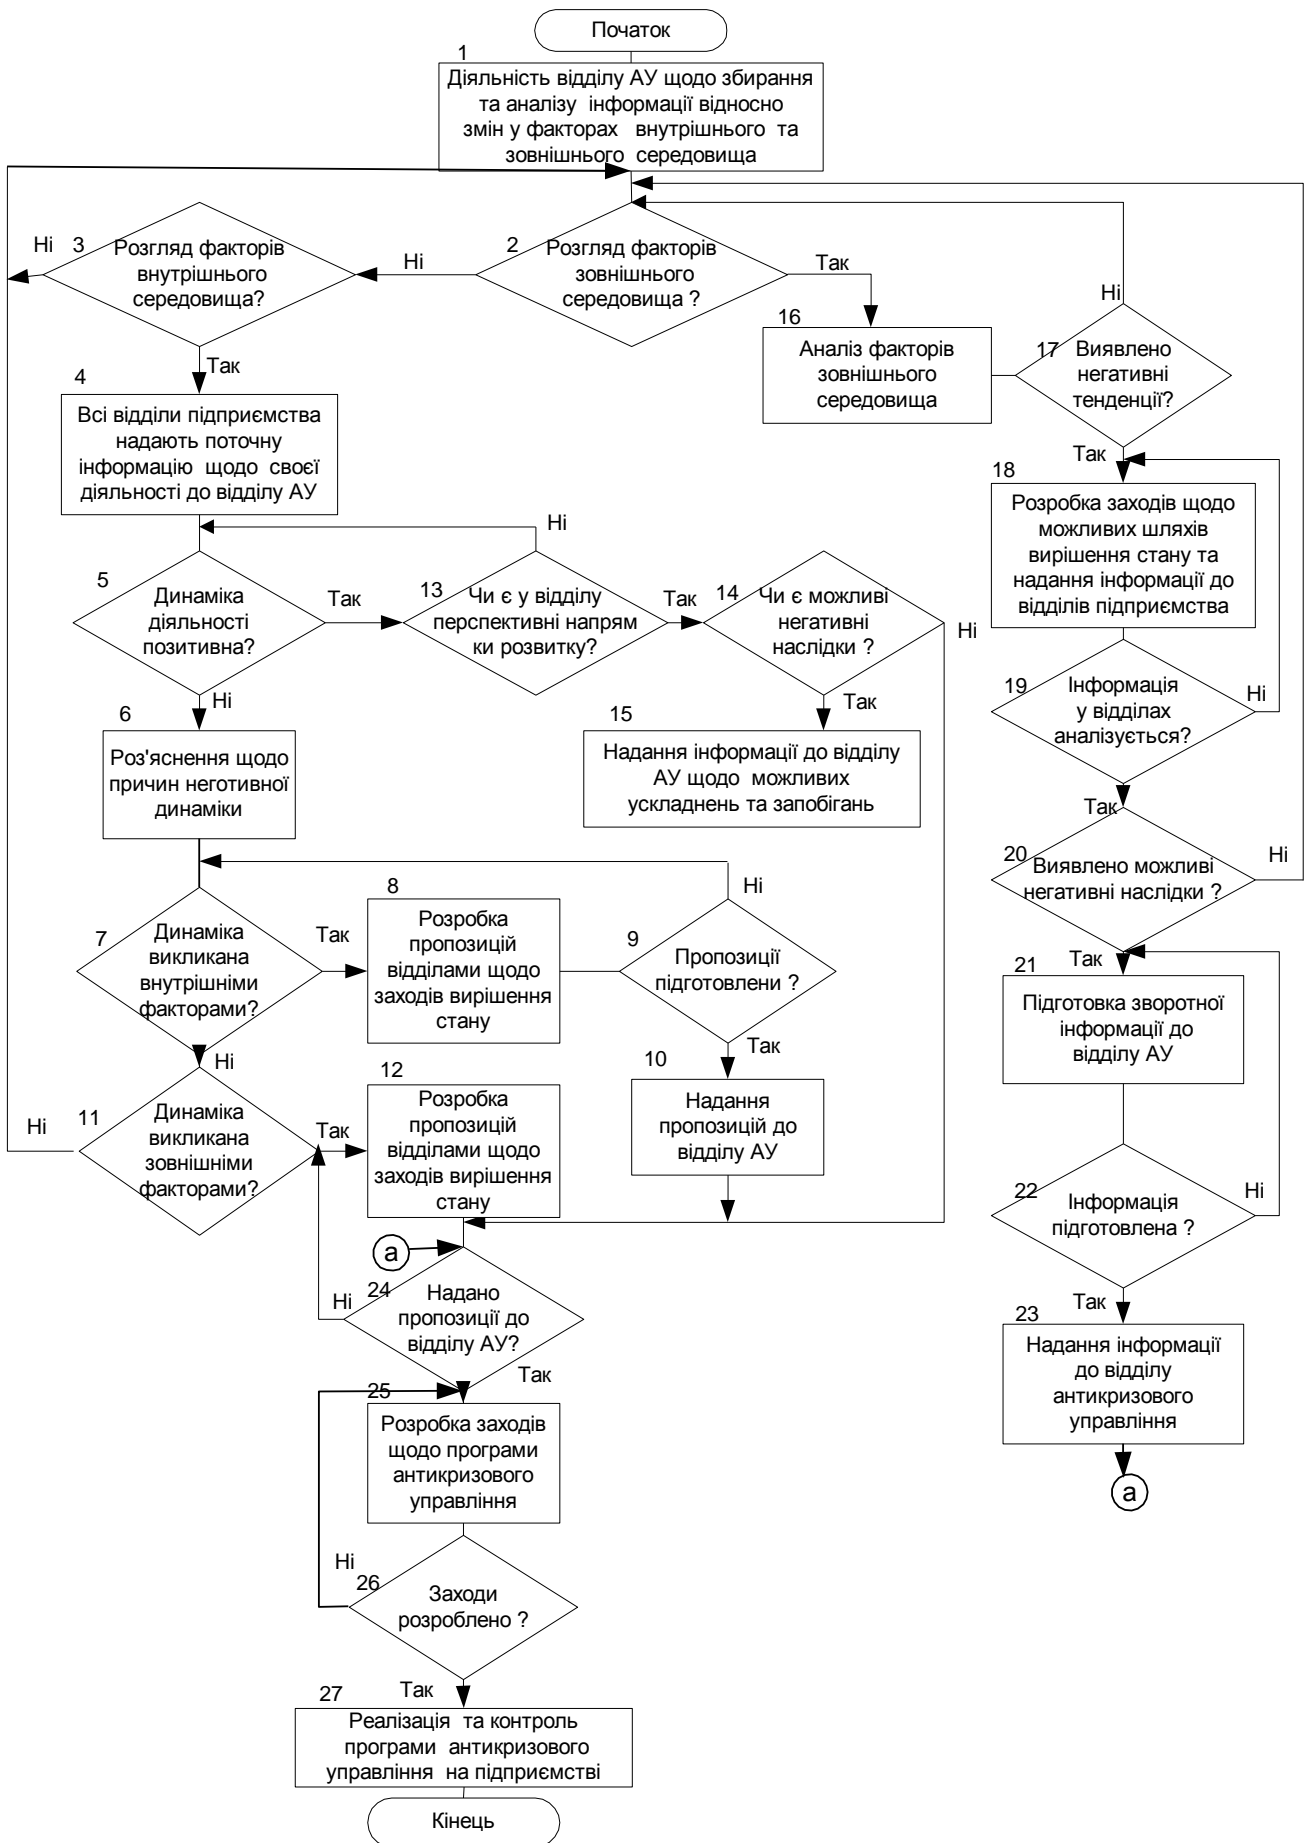 Початок
1
Діяльність відділу АУ щодо збирання
та аналізу інформації відносно
змін у факторах внутрішнього та
зовнішнього середовища
Ні
3
Розгляд факторів
внутрішнього
середовища?
Ні
2
Розгляд факторів
зовнішнього
середовища ?
Так
Ні
16
Аналіз факторів
зовнішнього
середовища
17
Виявлено
негативні
тенденції?
Так
4
Всі відділи підприємства
надають поточну
інформацію щодо своєї
діяльності до відділу АУ
Так
18
Розробка заходів щодо
можливих шляхів
вирішення стану та
надання інформації до
відділів підприємства
Ні
5
Динаміка
діяльності
позитивна?
Так
13
Чи є у відділу
перспективні напрям
ки розвитку?
Так
14
Чи є можливі
негативні
наслідки ?
Ні
19
Інформація
у відділах
аналізується?
Ні
Ні
6
Роз'яснення щодо
причин неготивної
динаміки
Так
15
Надання інформації до відділу
АУ щодо можливих
ускладнень та запобігань
Так
20
Виявлено можливі
негативні наслідки ?
Ні
7
Динаміка
викликана
внутрішніми
факторами?
Так
8
Розробка
пропозицій
відділами щодо
заходів вирішення
стану
Ні
9
Пропозиції
підготовлени ?
Так
21
Підготовка зворотної
інформації до
відділу АУ
Ні
Так
10
Надання
пропозицій до
відділу АУ
Ні
11
Динаміка
викликана
зовнішніми
факторами?
Так
12
Розробка
пропозицій
відділами щодо
заходів вирішення
стану
22
Інформація
підготовлена ?
Ні
а
Ні
24
Надано
пропозиції до
відділу АУ?
Так
23
Надання інформації
до відділу
антикризового
управління
а
Так
25
Розробка заходів
щодо програми
антикризового
управління
Ні
26
Заходи
розроблено ?
Так
27
Реалізація та контроль
програми антикризового
управління на підприємстві
Кінець